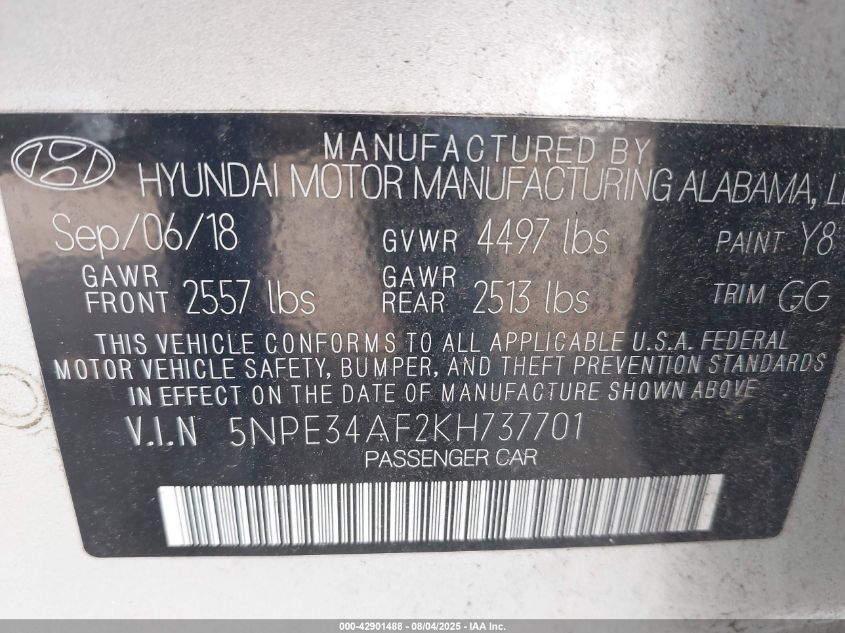 MANUFACTURED BY
HYUNDAI MOTOR MANUFACTURING ALABAMA,
Sep/06/18 GVWR 4497 lbs PAINT Y8
GAWR FRONT 2557 lbs GAWR REAR 2513 lbs TRIM GG
THIS VEHICLE CONFORMS TO ALL APPLICABLE U.S.A. FEDERAL
MOTOR VEHICLE SAFETY, BUMPER, AND THEFT PREVENTION STANDARDS
IN EFFECT ON THE DATE OF MANUFACTURE SHOWN ABOVE
V.I.N 5NPE34AF2KH737701
PASSENGER CAR
000-42901488 - 08/04/2025 - IAA Inc.